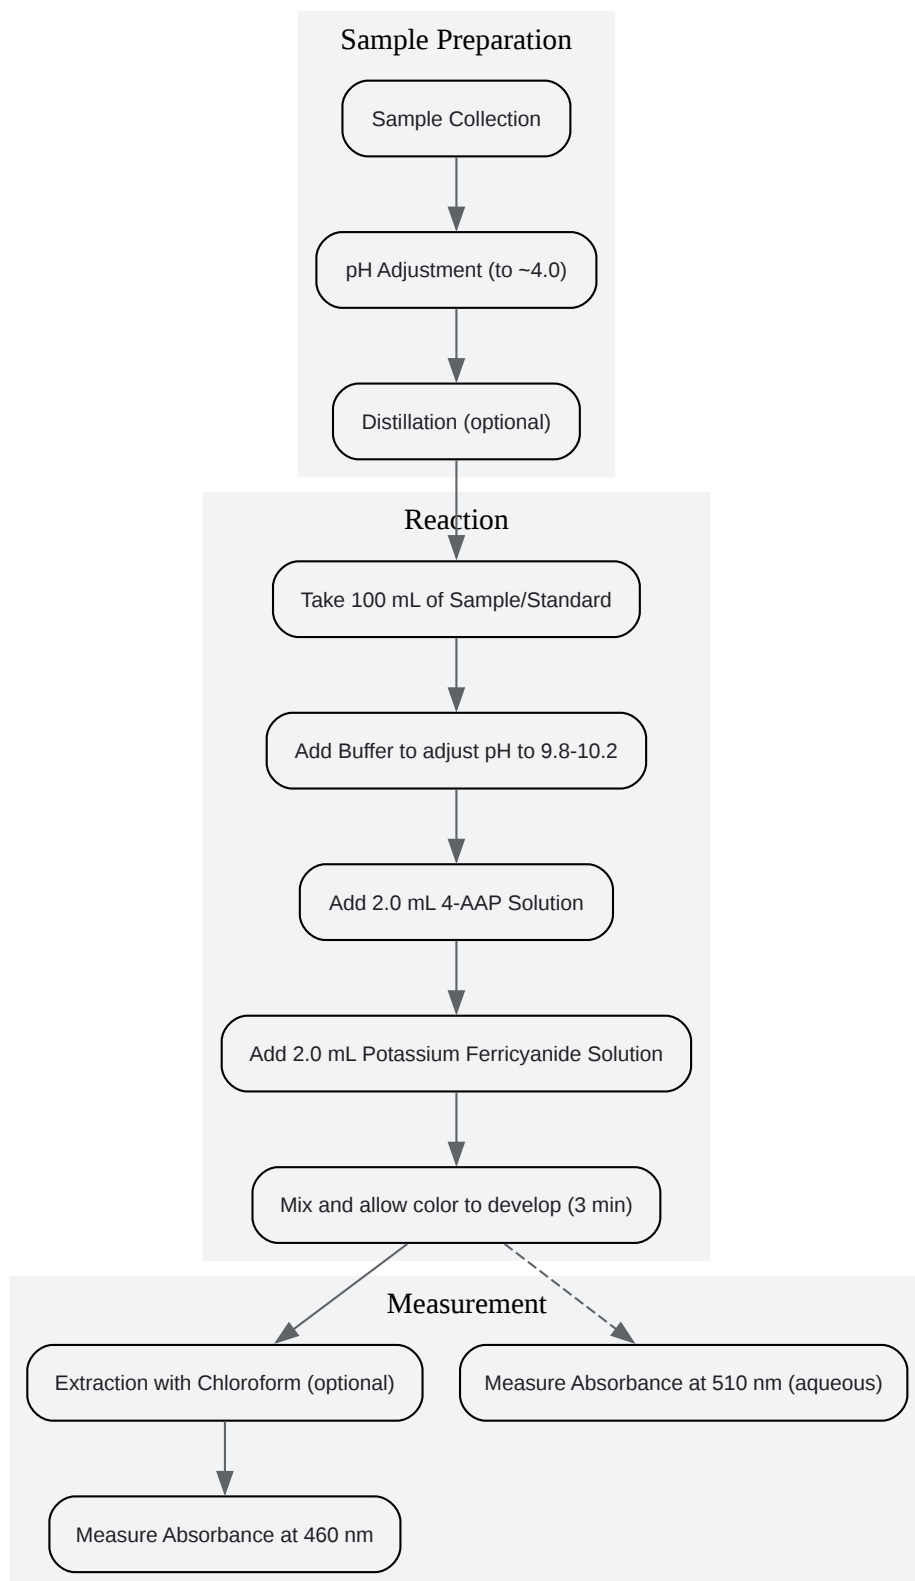 Sample Preparation
Sample Collection
pH Adjustment (to ~4.0)
Distillation (optional)
Reaction
Take 100 mL of Sample/Standard
Add Buffer to adjust pH to 9.8-10.2
Add 2.0 mL 4-AAP Solution
Add 2.0 mL Potassium Ferricyanide Solution
Mix and allow color to develop (3 min)
Measurement
Extraction with Chloroform (optional)
Measure Absorbance at 510 nm (aqueous)
Measure Absorbance at 460 nm